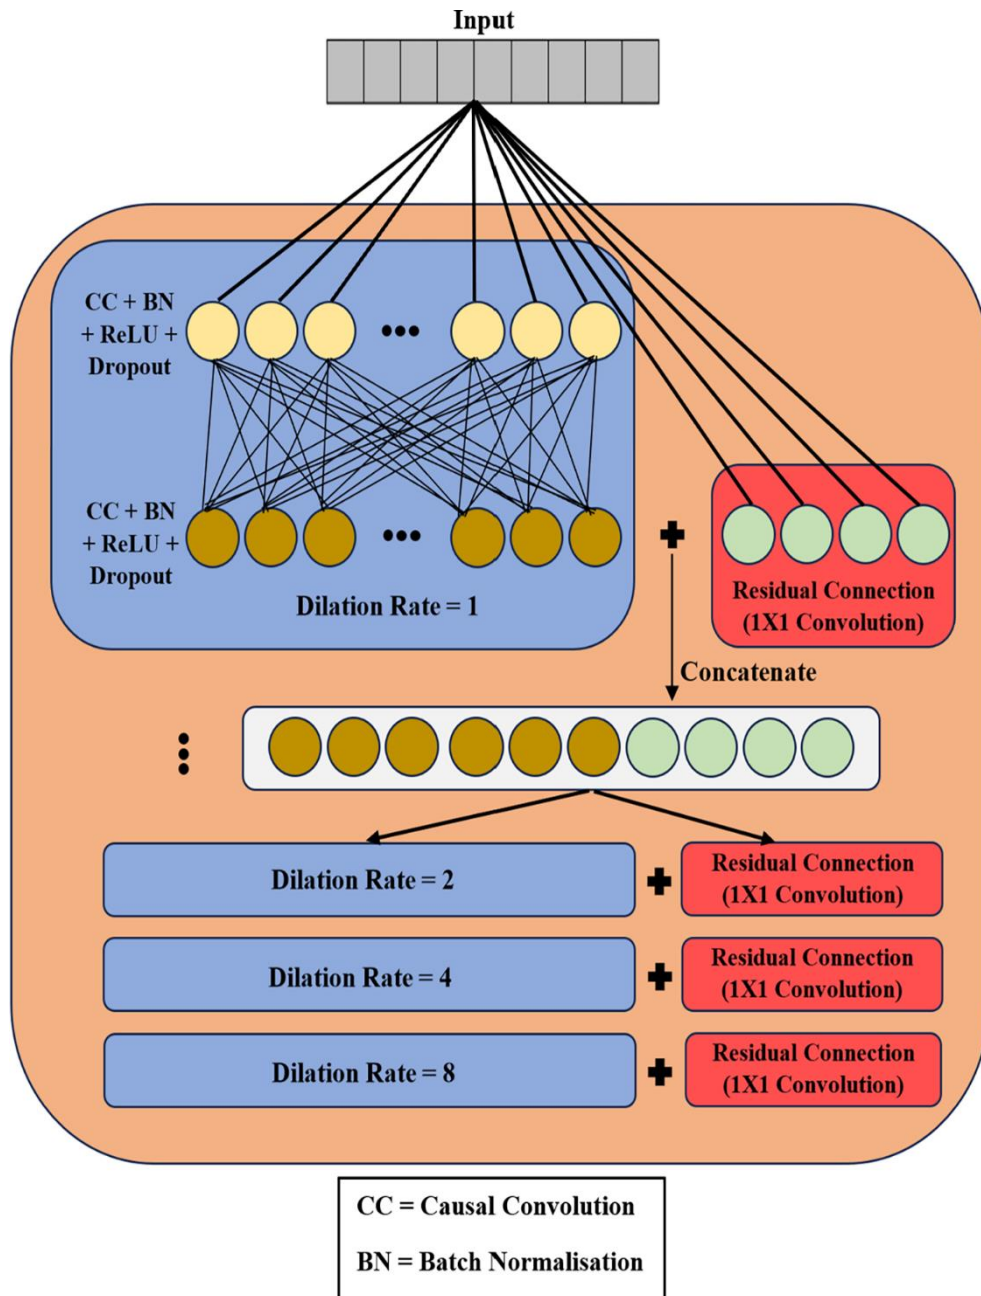 Input
CC + BN
+ ReLU +
Dropout
CC + BN
+ ReLU +
Dropout
Dilation Rate = 1
Residual Connection
(1X1 Convolution)
Concatenate
Dilation Rate = 2
Residual Connection
(1X1 Convolution)
Dilation Rate = 4
Residual Connection
(1X1 Convolution)
Dilation Rate = 8
Residual Connection
(1X1 Convolution)
CC = Causal Convolution
BN = Batch Normalisation